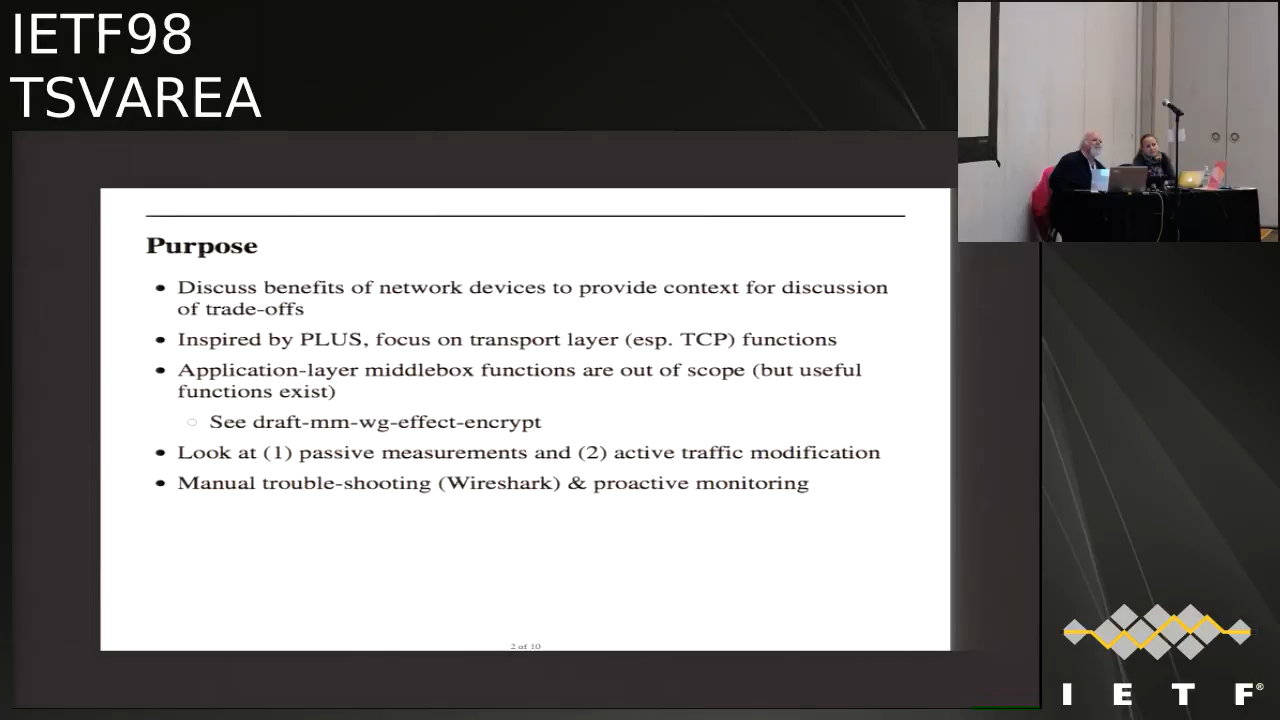 IETF98
TSVAREA
Purpose
• Discuss benefits of network devices to provide context for discussion
of trade-offs
• Inspired by PLUS, focus on transport layer (esp. TCP) functions
• Application-layer middlebox functions are out of scope (but useful
functions exist)
○ See draft-mm-wg-effect-encrypt
• Look at (1) passive measurements and (2) active traffic modification
• Manual trouble-shooting (Wireshark) & proactive monitoring
2 of 10
I E T F®